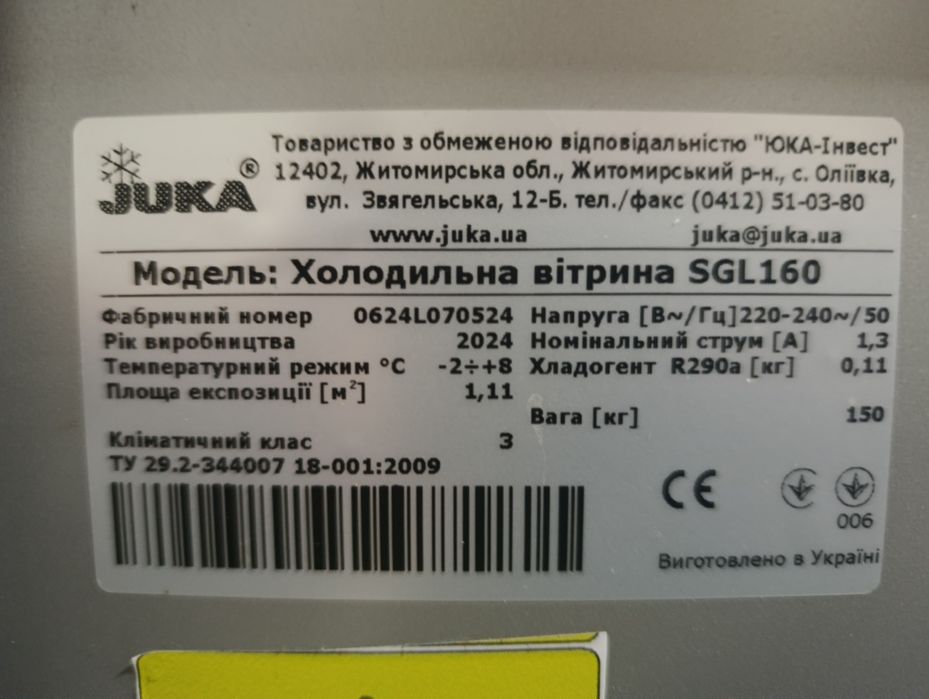 JUKA®
Товариство з обмеженою відповідальністю "ЮКА-Інвест"
12402, Житомирська обл., Житомирський р-н., с. Оліївка,
вул. Звягельська, 12-Б. тел./факс (0412) 51-03-80
www.juka.ua juka@juka.ua
Модель: Холодильна вітрина SGL160
Фабричний номер 0624L070524 Напруга [В~/Гц]220-240~/50
Рік виробництва 2024 Номінальний струм [А] 1,3
Температурний режим °С -2÷+8 Хладогент R290a [кг] 0,11
Площа експозиції [м²] 1,11
Вага [кг] 150
Кліматичний клас 3
ТУ 29.2-344007 18-001:2009
CE
006
Виготовлено в Україні